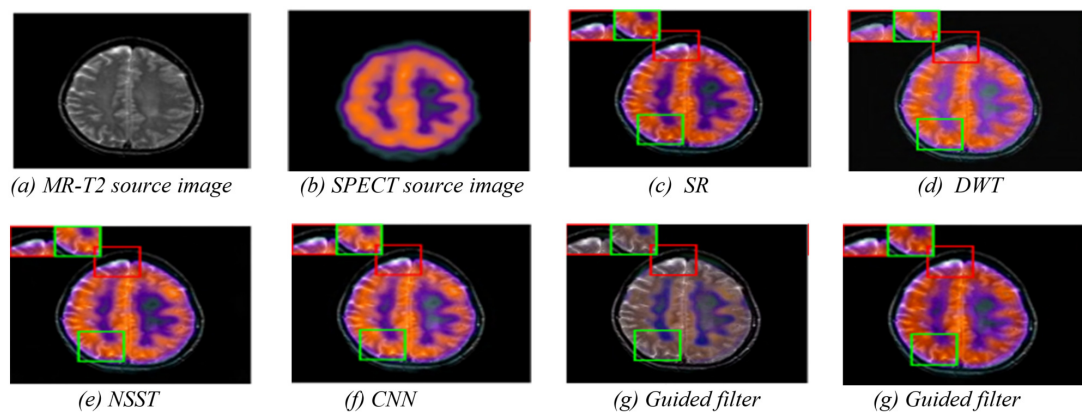 (a) MR-T2 source image
(b) SPECT source image
(c) SR
(d) DWT
(e) NSST
(f) CNN
(g) Guided filter
(g) Guided filter